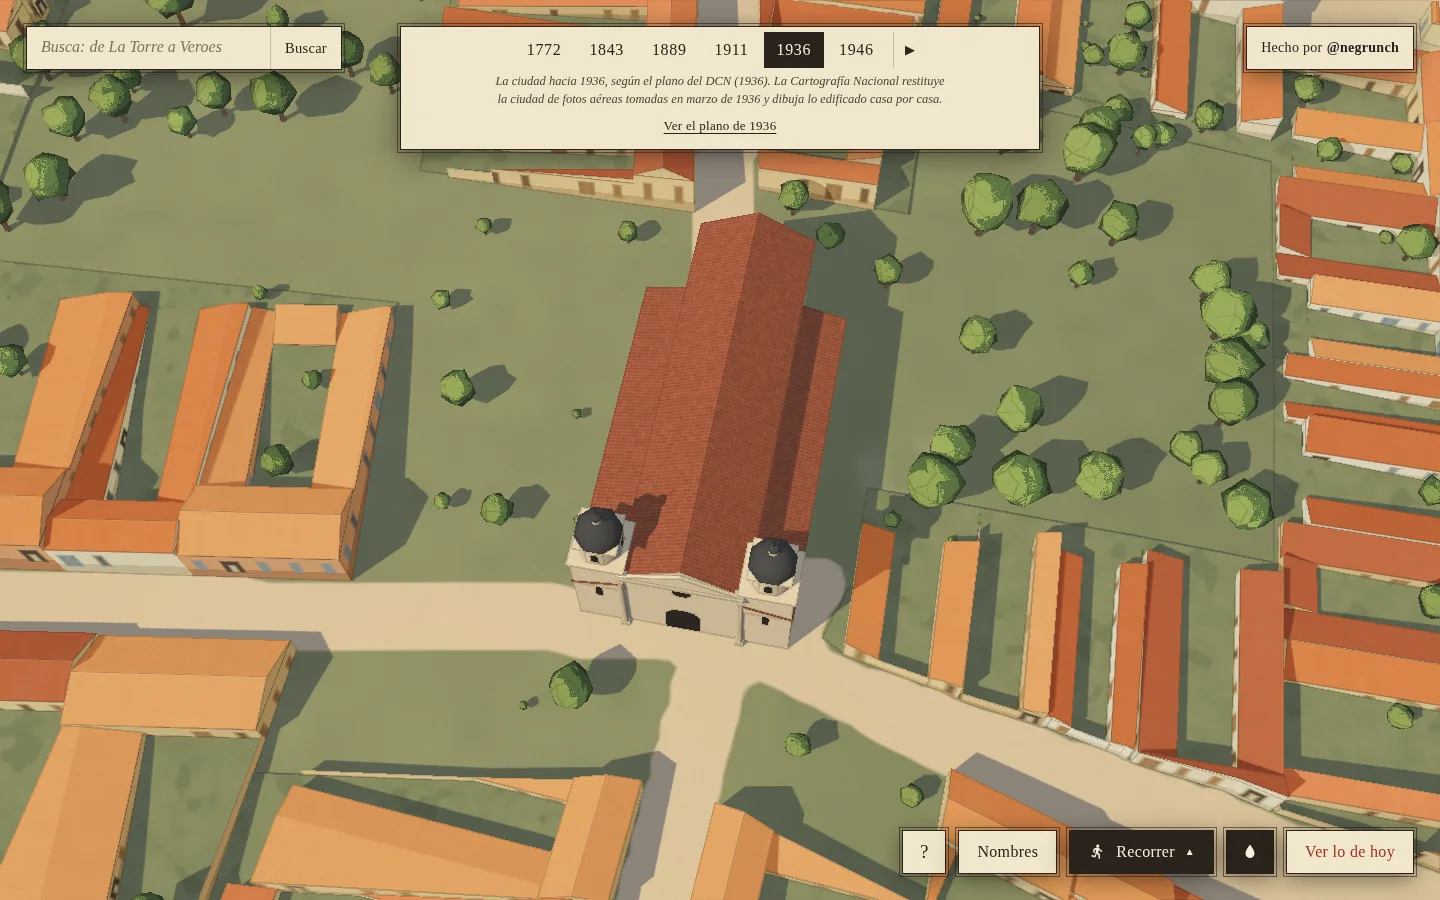 Busca: de La Torre a Veroes
Buscar
1772 1843 1889 1911 1936 1946 ▶
La ciudad hacia 1936, según el plano del DCN (1936). La Cartografía Nacional restituye
la ciudad de fotos aéreas tomadas en marzo de 1936 y dibuja lo edificado casa por casa.
Ver el plano de 1936
Hecho por @negrunch
?
Nombres
Recorrer ▲
Ver lo de hoy